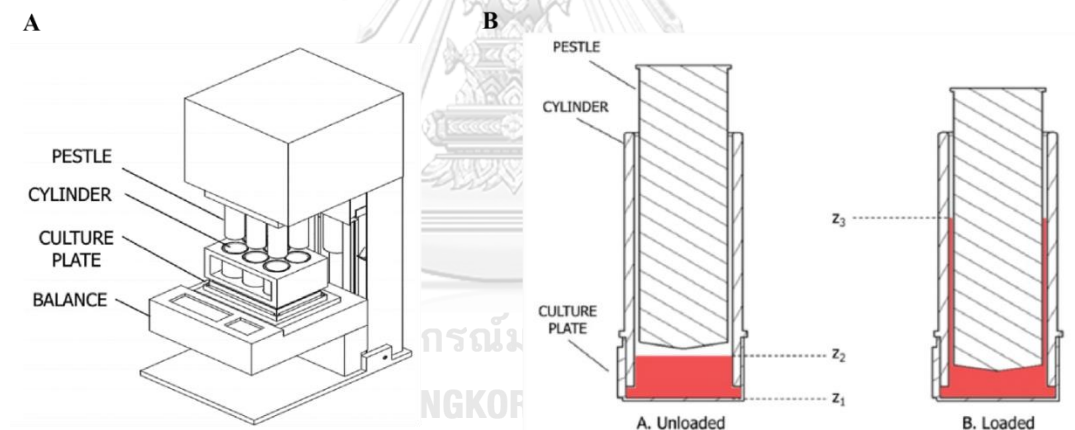 A
PESTLE
CYLINDER
CULTURE
PLATE
BALANCE
B
PESTLE
CYLINDER
CULTURE
PLATE
Z₃
Z₂
Z₁
A. Unloaded
B. Loaded